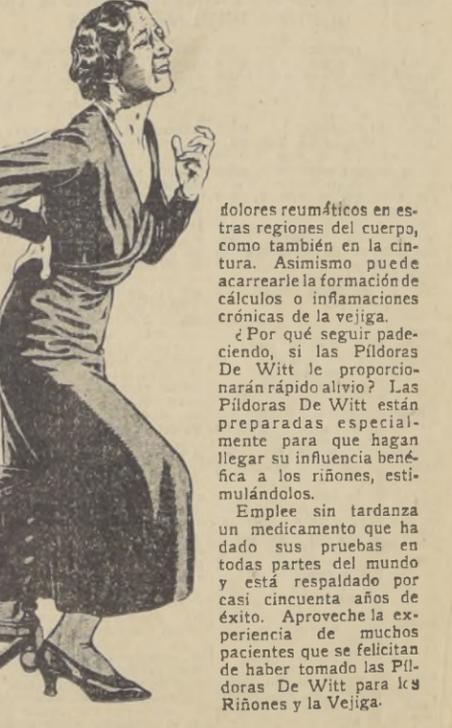 dolores reumáticos en es-
tras regiones del cuerpo,
como también en la cin-
tura. Asimismo puede
acarrearle la formación de
cálculos o inflamaciones
crónicas de la vejiga.
¿Por qué seguir pade-
ciendo, si las Píldoras
De Witt le proporcio-
narán rápido alivio? Las
Píldoras De Witt están
preparadas especial-
mente para que hagan
llegar su influencia bené-
fica a los riñones, esti-
mulándolos.
Emplee sin tardanza
un medicamento que ha
dado sus pruebas en
todas partes del mundo
y está respaldado por
casi cincuenta años de
éxito. Aproveche la ex-
periencia de muchos
pacientes que se felicitan
de haber tomado las Píl-
doras De Witt para los
Riñones y la Vejiga.